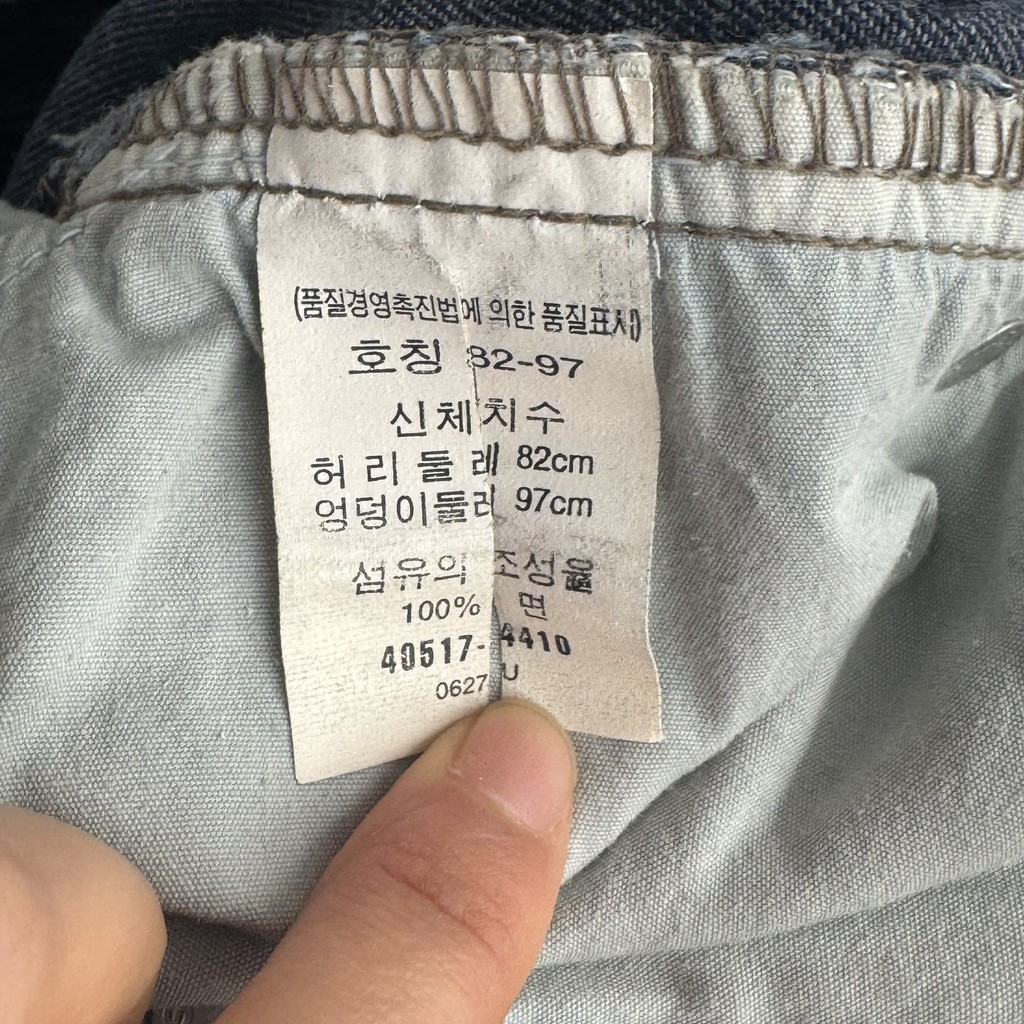 (품질경영촉진법에 의한 품질표시)
호칭 82-97
신체치수
허리둘레 82cm
엉덩이둘레 97cm
섬유의 조성율
100% 면
40517-4410
0627 U